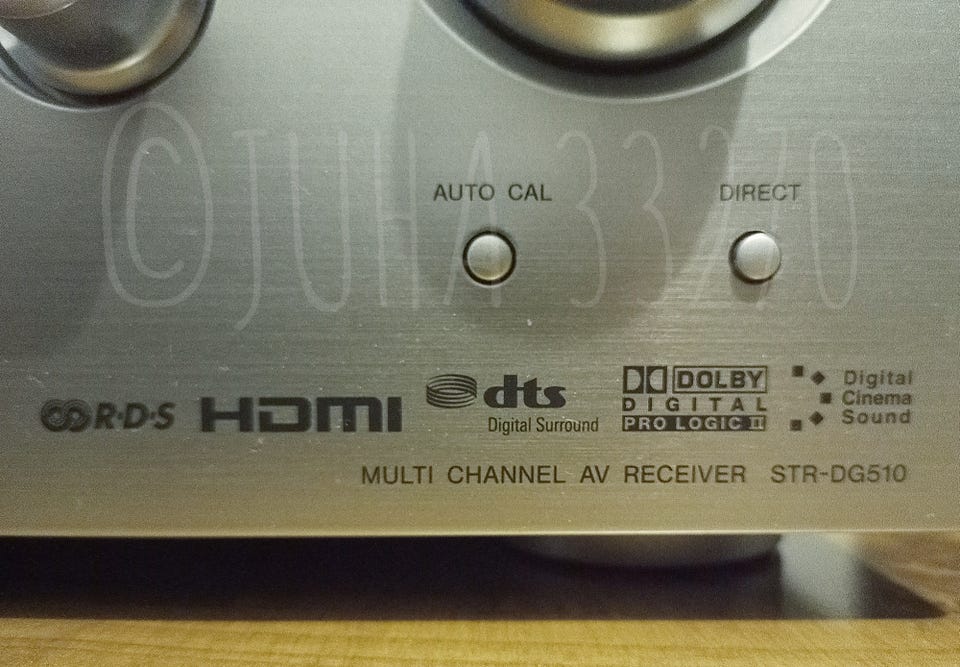 ©JUHA 33270
AUTO CAL
DIRECT
R·D·S
HDMI
dts
Digital Surround
DOLBY
DIGITAL
PRO LOGIC II
Digital
Cinema
Sound
MULTI CHANNEL AV RECEIVER STR-DG510